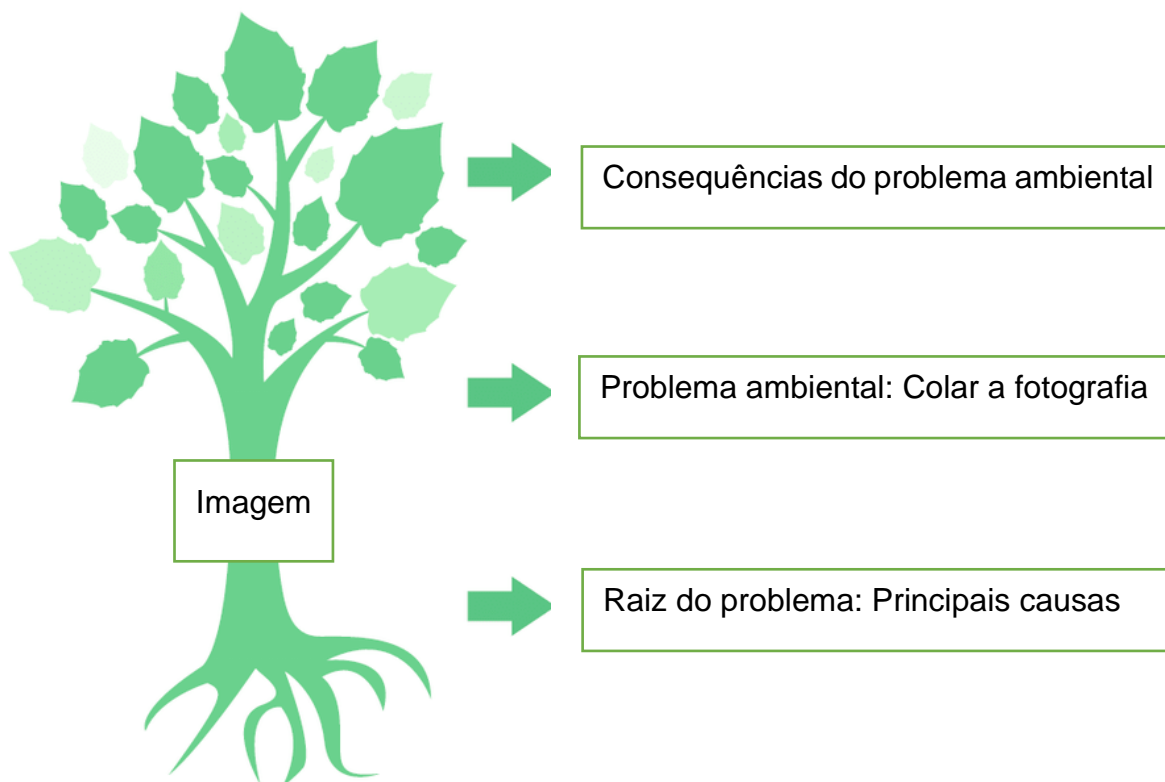 Consequências do problema ambiental
Problema ambiental: Colar a fotografia
Imagem
Raiz do problema: Principais causas